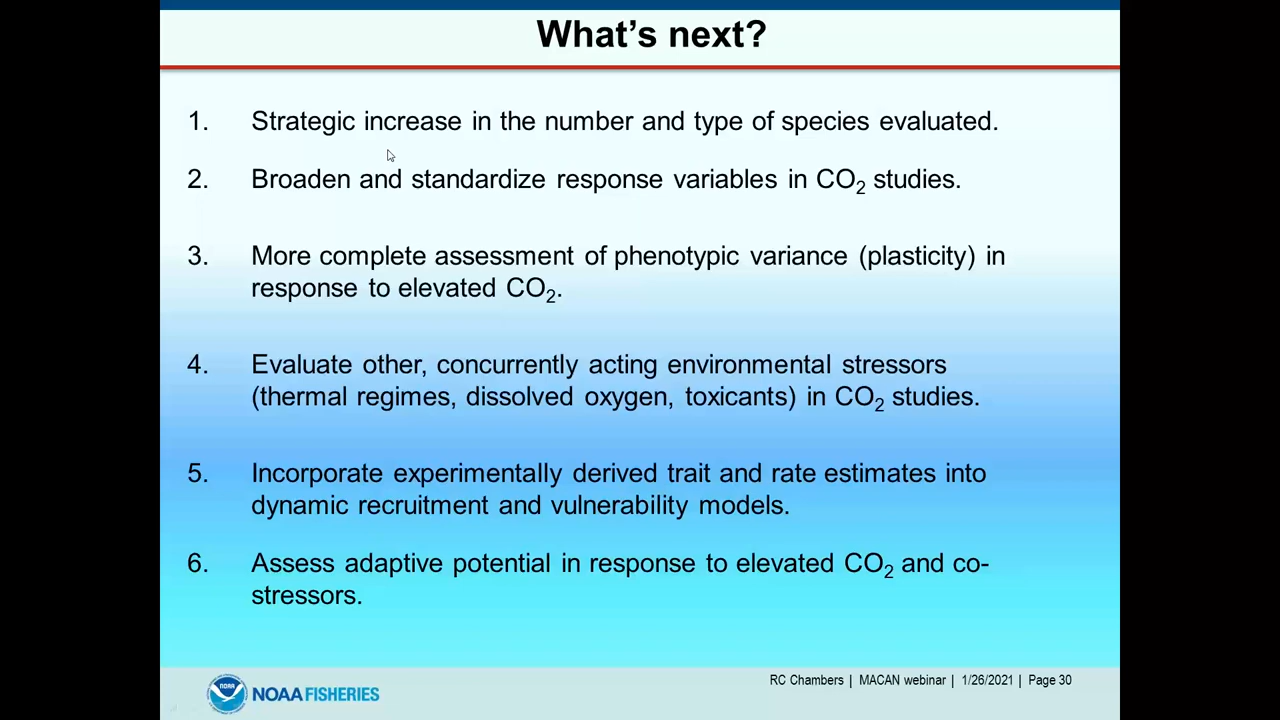 What's next?
1. Strategic increase in the number and type of species evaluated.
2. Broaden and standardize response variables in CO₂ studies.
3. More complete assessment of phenotypic variance (plasticity) in
response to elevated CO₂.
4. Evaluate other, concurrently acting environmental stressors
(thermal regimes, dissolved oxygen, toxicants) in CO₂ studies.
5. Incorporate experimentally derived trait and rate estimates into
dynamic recruitment and vulnerability models.
6. Assess adaptive potential in response to elevated CO₂ and co-
stressors.
NOAA
NOAA FISHERIES
RC Chambers | MACAN webinar | 1/26/2021 | Page 30